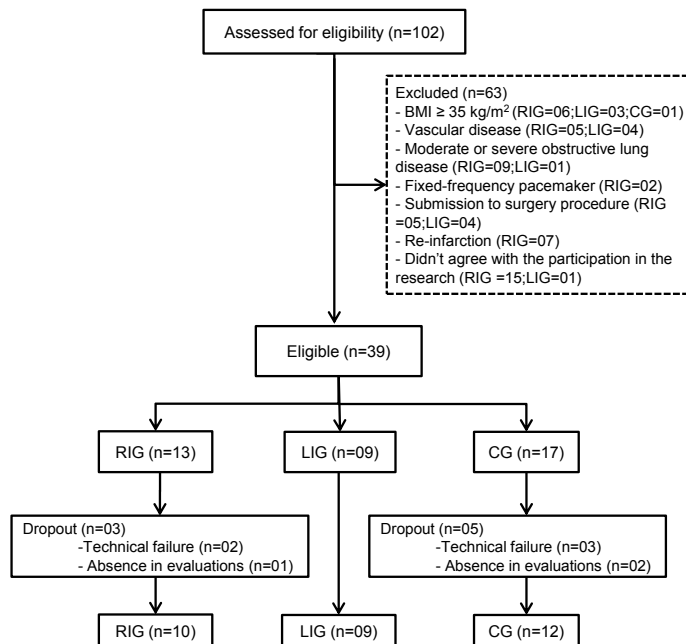 Assessed for eligibility (n=102)
Excluded (n=63)
- BMI ≥ 35 kg/m² (RIG=06;LIG=03;CG=01)
- Vascular disease (RIG=05;LIG=04)
- Moderate or severe obstructive lung
disease (RIG=09;LIG=01)
- Fixed-frequency pacemaker (RIG=02)
- Submission to surgery procedure (RIG
=05;LIG=04)
- Re-infarction (RIG=07)
- Didn't agree with the participation in the
research (RIG =15;LIG=01)
Eligible (n=39)
RIG (n=13)
LIG (n=09)
CG (n=17)
Dropout (n=03)
-Technical failure (n=02)
- Absence in evaluations (n=01)
Dropout (n=05)
-Technical failure (n=03)
- Absence in evaluations (n=02)
RIG (n=10)
LIG (n=09)
CG (n=12)